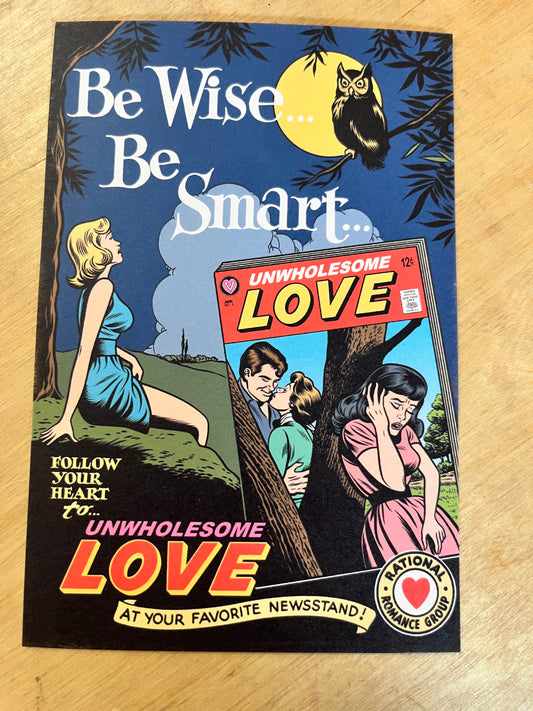 Be Wise...
Be
Smart...
UNWHOLESOME
12¢
LOVE
FOLLOW
YOUR
HEART
to...
UNWHOLESOME
LOVE
AT YOUR FAVORITE NEWSSTAND!
RATIONAL
ROMANCE GROUP